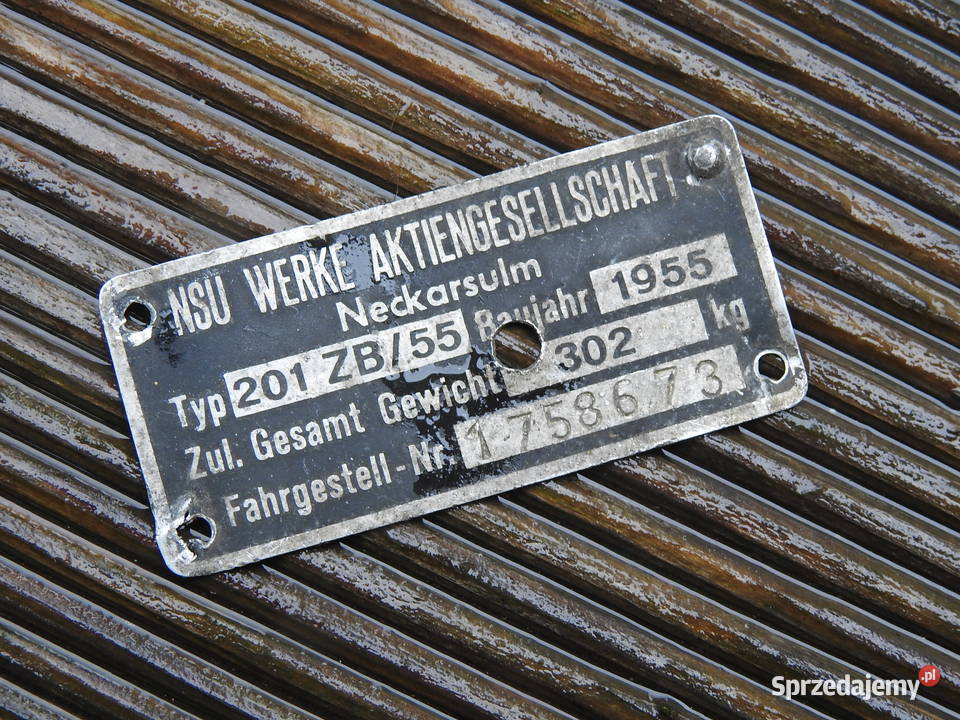 NSU WERKE AKTIENGESELLSCHAFT
Neckarsulm
Typ 201 ZB/55 Baujahr 1955
Zul. Gesamt Gewicht 302 kg
Fahrgestell-Nr. 1758673
Sprzedajemy.pl